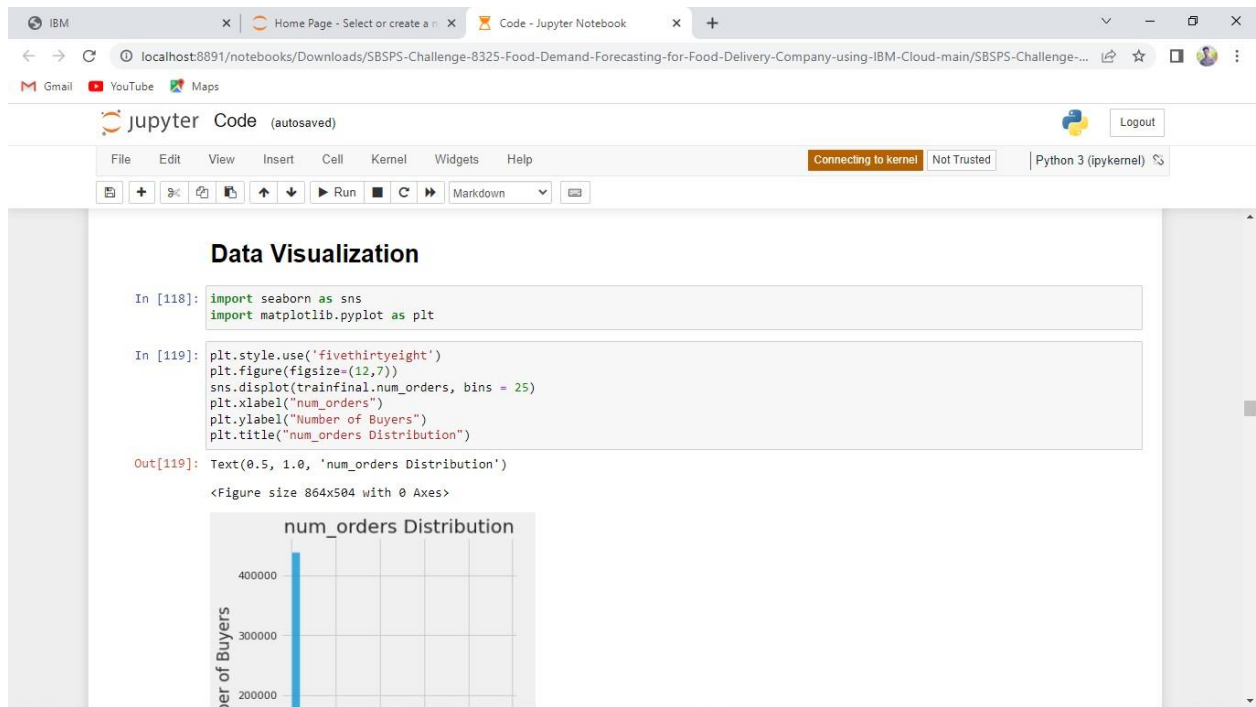 IBM
Home Page - Select or create a n
Code - Jupyter Notebook
localhost:8891/notebooks/Downloads/SBSPS-Challenge-8325-Food-Demand-Forecasting-for-Food-Delivery-Company-using-IBM-Cloud-main/SBSPS-Challenge-...
Gmail YouTube Maps
jupyter Code (autosaved)
Logout
File Edit View Insert Cell Kernel Widgets Help
Connecting to kernel Not Trusted Python 3 (ipykernel)
Run Markdown
Data Visualization
In [118]: import seaborn as sns
import matplotlib.pyplot as plt
In [119]: plt.style.use('fivethirtyeight')
plt.figure(figsize=(12,7))
sns.displot(trainfinal.num_orders, bins = 25)
plt.xlabel("num_orders")
plt.ylabel("Number of Buyers")
plt.title("num_orders Distribution")
Out[119]: Text(0.5, 1.0, 'num_orders Distribution')
<Figure size 864x504 with 0 Axes>
num_orders Distribution
400000
300000
200000
er of Buyers